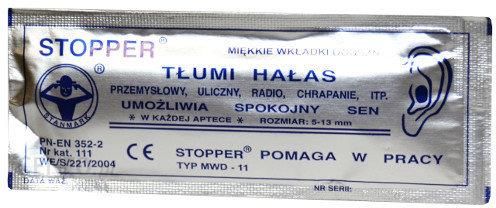 STOPPER®
MIĘKKIE WKŁADKI
TŁUMI HAŁAS
®
PRZEMYSŁOWY, ULICZNY, RADIO, CHRAPANIE, ITP.
UMOŻLIWIA SPOKOJNY SEN
* W KAŻDEJ APTECE * ROZMIAR: 5-13 mm
STANMARK
PN-EN 352-2
Nr kat. 111
WE/S/221/2004
CE STOPPER® POMAGA W PRACY
TYP MWD - 11
NR SERII: